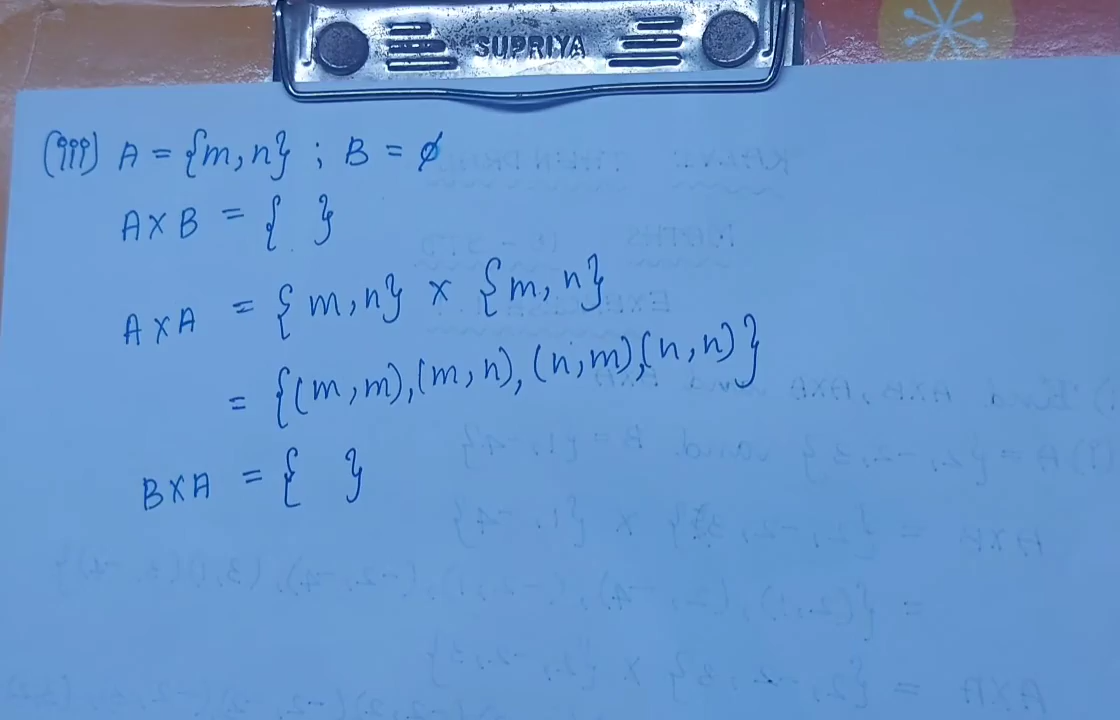 SUPRIYA
(iii) A = {m, n} ; B = ϕ
A X B = { }
A X A = {m, n} x {m, n}
= {(m, m), (m, n), (n, m), (n, n)}
B X A = { }